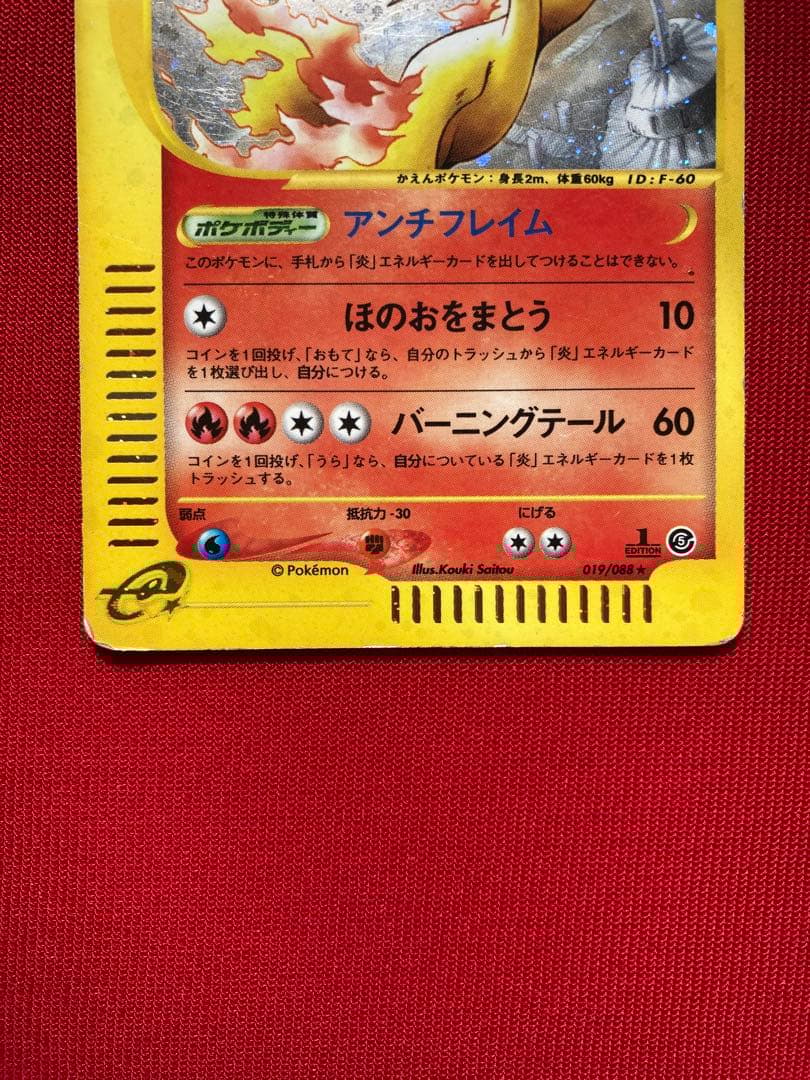 かえんポケモン：身長2m、体重60kg ID:F-60
特殊体質
ポケボディー アンチフレイム
このポケモンに、手札から「炎」エネルギーカードを出してつけることはできない。
ほのおをまとう 10
コインを1回投げ、「おもて」なら、自分のトラッシュから「炎」エネルギーカード
を1枚選び出し、自分につける。
バーニングテール 60
コインを1回投げ、「うら」なら、自分についている「炎」エネルギーカードを1枚
トラッシュする。
弱点 抵抗力-30 にげる
1 EDITION 5
©Pokémon Illus.Kouki Saitou 019/088★
e